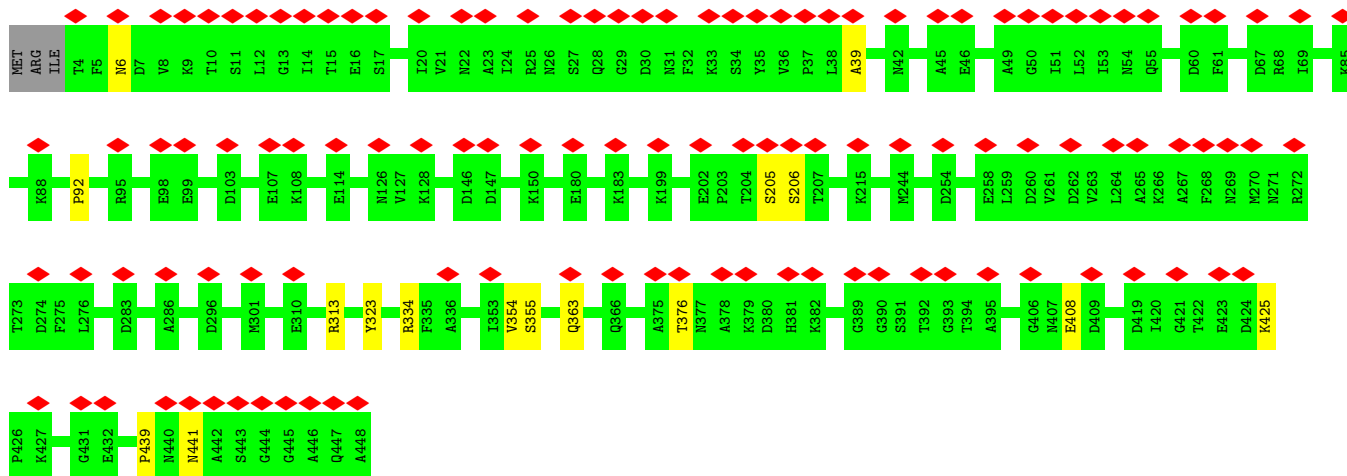 MET ARG ILE T4 F5 N6 D7 V8 K9 T10 S11 L12 G13 I14 T15 E16 S17 I20 V21 N22 A23 I24 R25 N26 S27 Q28 G29 D30 N31 F32 K33 S34 Y35 V36 P37 L38 A39 N42 A45 E46 A49 G50 I51 L52 I53 N54 Q55 D60 F61 D67 R68 I69 K85
K88 P92 R95 E98 E99 D103 E107 K108 E114 N126 V127 K128 D146 D147 K150 E180 K183 K199 E202 P203 T204 S205 S206 T207 K215 M244 D254 E258 L259 D260 V261 D262 V263 L264 A265 K266 A267 F268 N269 M270 N271 R272
T273 D274 F275 L276 D283 A286 D296 M301 E310 R313 Y323 R334 F335 A336 I353 V354 S355 Q363 Q366 A375 T376 N377 A378 K379 D380 H381 K382 G389 G390 S391 T392 G393 T394 A395 G406 N407 E408 D409 D419 I420 G421 T422 E423 D424 K425
P426 K427 G431 E432 P439 N440 N441 A442 S443 G444 G445 A446 Q447 A448